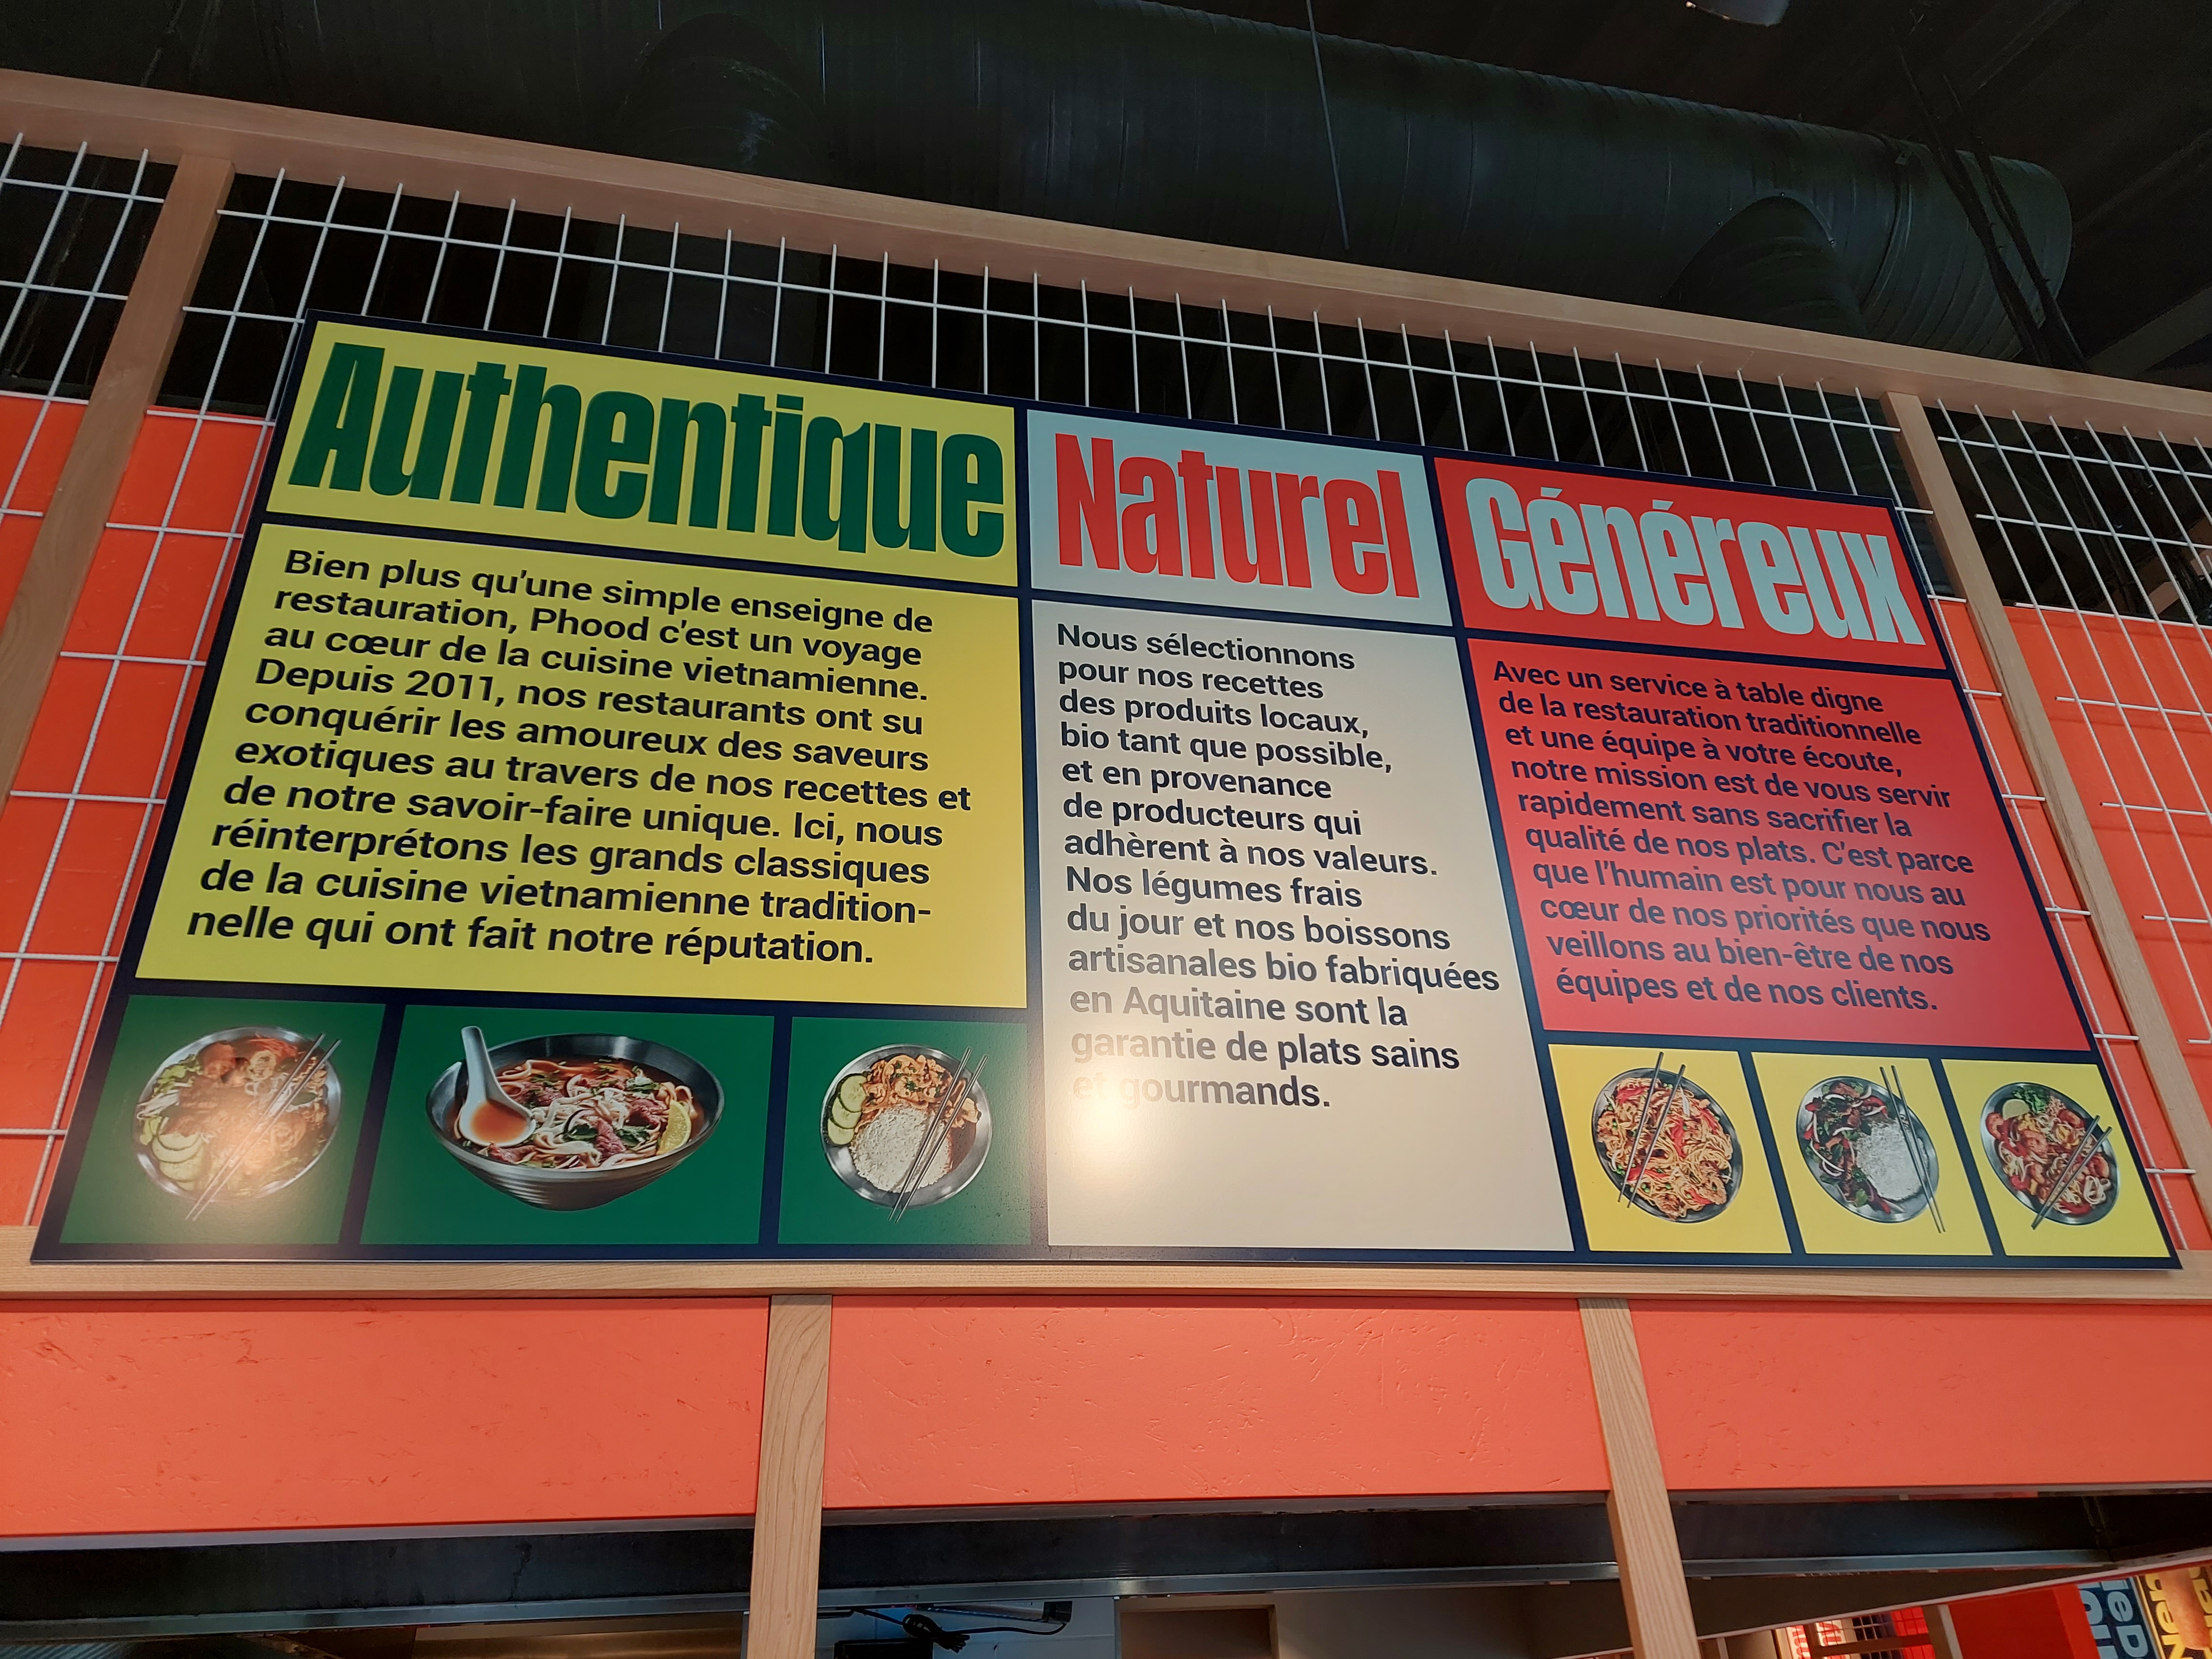 Authentique
Bien plus qu'une simple enseigne de
restauration, Phood c'est un voyage
au cœur de la cuisine vietnamienne.
Depuis 2011, nos restaurants ont su
conquérir les amoureux des saveurs
exotiques au travers de nos recettes et
de notre savoir-faire unique. Ici, nous
réinterprétons les grands classiques
de la cuisine vietnamienne tradition-
nelle qui ont fait notre réputation.
Naturel
Nous sélectionnons
pour nos recettes
des produits locaux,
bio tant que possible,
et en provenance
de producteurs qui
adhèrent à nos valeurs.
Nos légumes frais
du jour et nos boissons
artisanales bio fabriquées
en Aquitaine sont la
garantie de plats sains
et gourmands.
Généreux
Avec un service à table digne
de la restauration traditionnelle
et une équipe à votre écoute,
notre mission est de vous servir
rapidement sans sacrifier la
qualité de nos plats. C'est parce
que l'humain est pour nous au
cœur de nos priorités que nous
veillons au bien-être de nos
équipes et de nos clients.